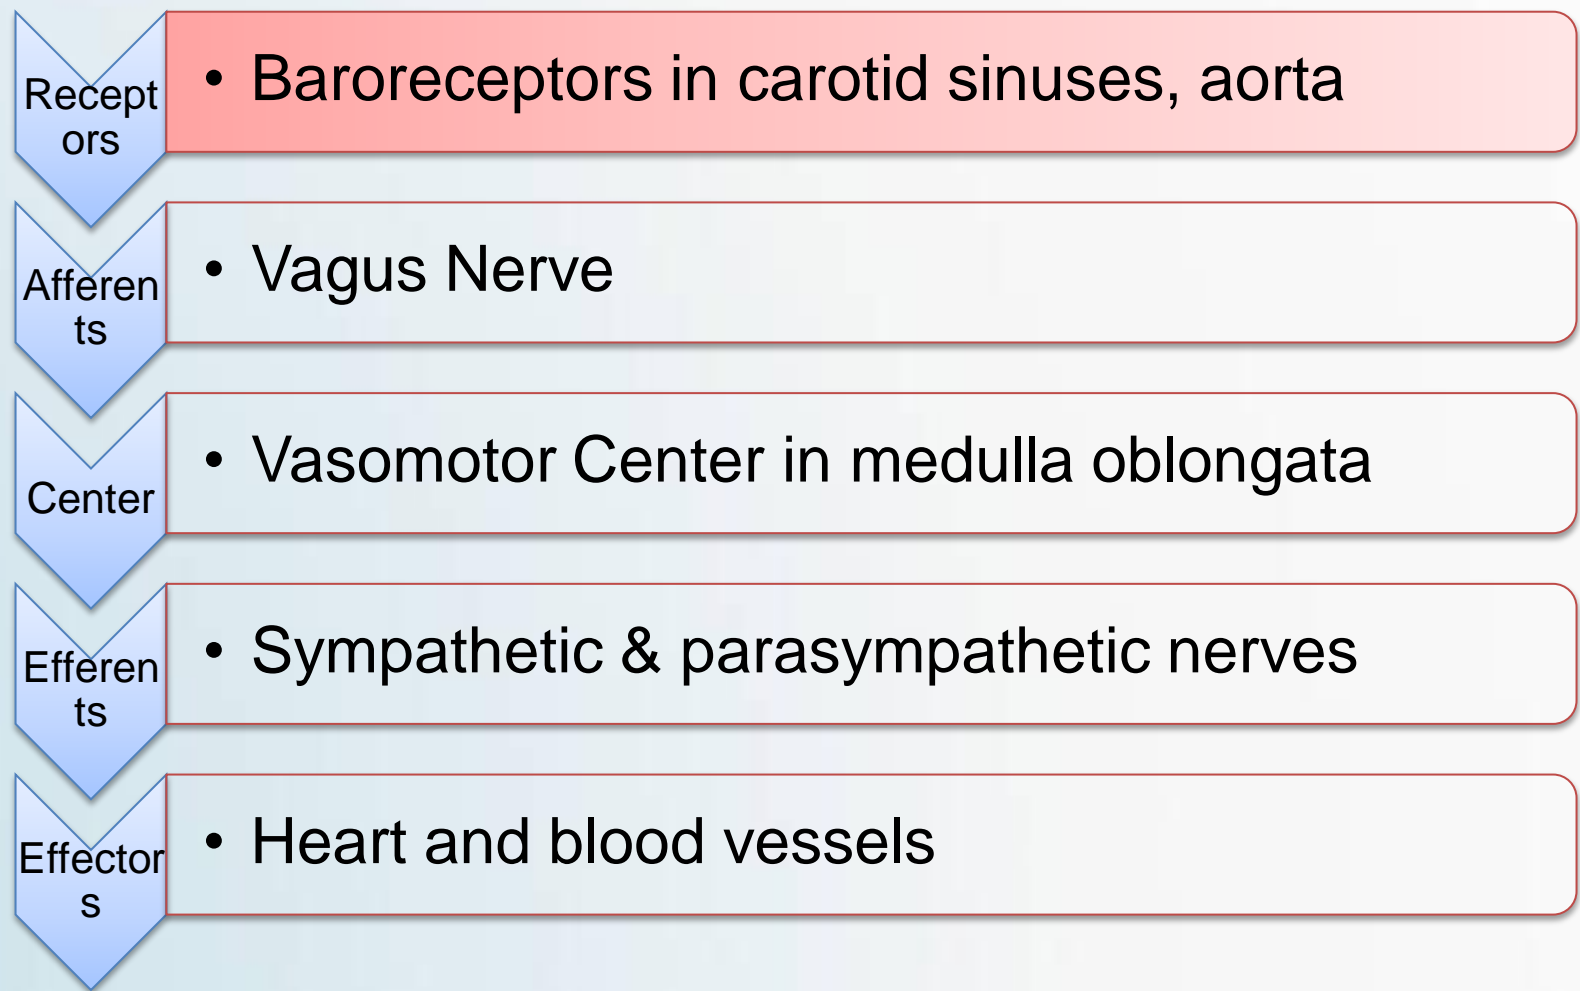 Recept
ors
• Baroreceptors in carotid sinuses, aorta
Afferen
ts
• Vagus Nerve
Center
• Vasomotor Center in medulla oblongata
Efferen
ts
• Sympathetic & parasympathetic nerves
Effector
s
• Heart and blood vessels